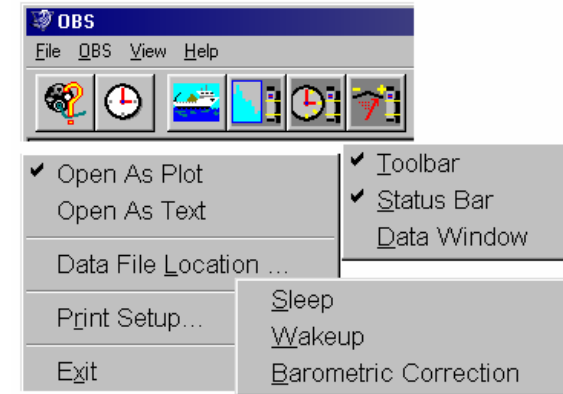 OBS
File OBS View Help
Open As Plot
Open As Text
Data File Location ...
Print Setup...
Exit
Toolbar
Status Bar
Data Window
Sleep
Wakeup
Barometric Correction